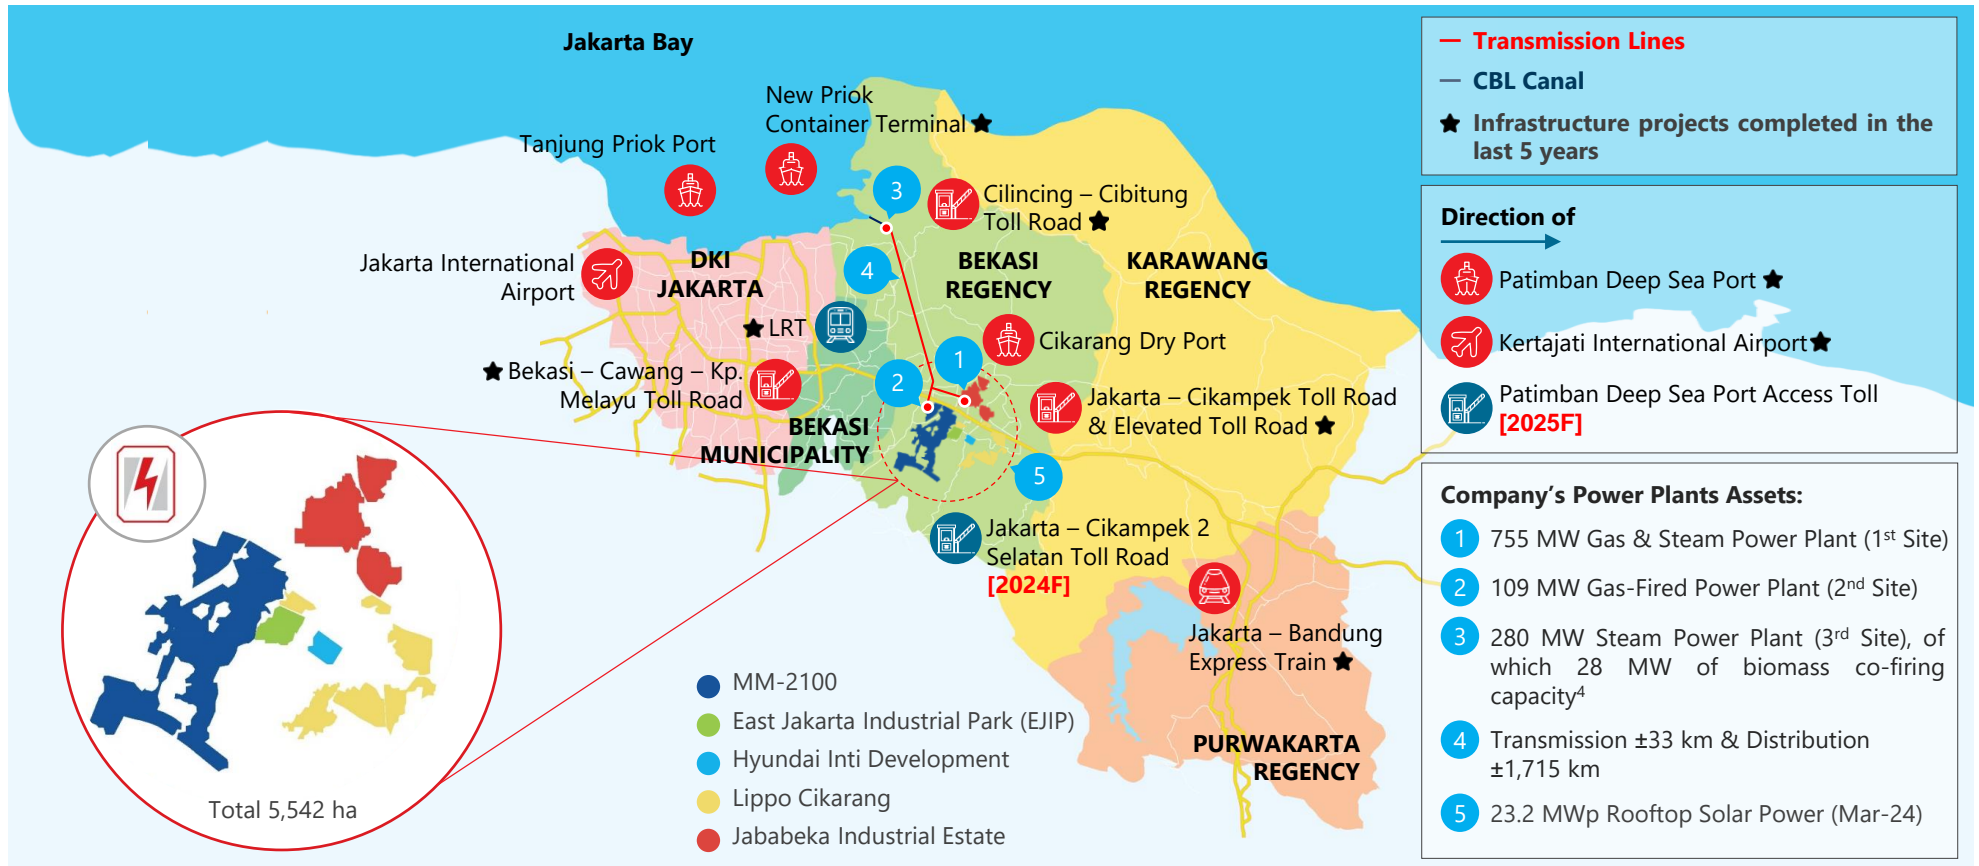 Jakarta Bay
New Priok
Container Terminal ★
Tanjung Priok Port
3
Cilincing – Cibitung
Toll Road ★
Jakarta International
Airport
DKI
JAKARTA
4
BEKASI
REGENCY
KARAWANG
REGENCY
★ LRT
1
Cikarang Dry Port
★ Bekasi – Cawang – Kp.
Melayu Toll Road
2
Jakarta – Cikampek Toll Road
& Elevated Toll Road ★
BEKASI
MUNICIPALITY
5
Jakarta – Cikampek 2
Selatan Toll Road
[2024F]
Jakarta – Bandung
Express Train ★
PURWAKARTA
REGENCY
Total 5,542 ha
MM-2100
East Jakarta Industrial Park (EJIP)
Hyundai Inti Development
Lippo Cikarang
Jababeka Industrial Estate
Transmission Lines
CBL Canal
★ Infrastructure projects completed in the
last 5 years
Direction of
Patimban Deep Sea Port ★
Kertajati International Airport ★
Patimban Deep Sea Port Access Toll
[2025F]
Company's Power Plants Assets:
1 755 MW Gas & Steam Power Plant (1st Site)
2 109 MW Gas-Fired Power Plant (2nd Site)
3 280 MW Steam Power Plant (3rd Site), of
which 28 MW of biomass co-firing
capacity4
4 Transmission ±33 km & Distribution
±1,715 km
5 23.2 MWp Rooftop Solar Power (Mar-24)